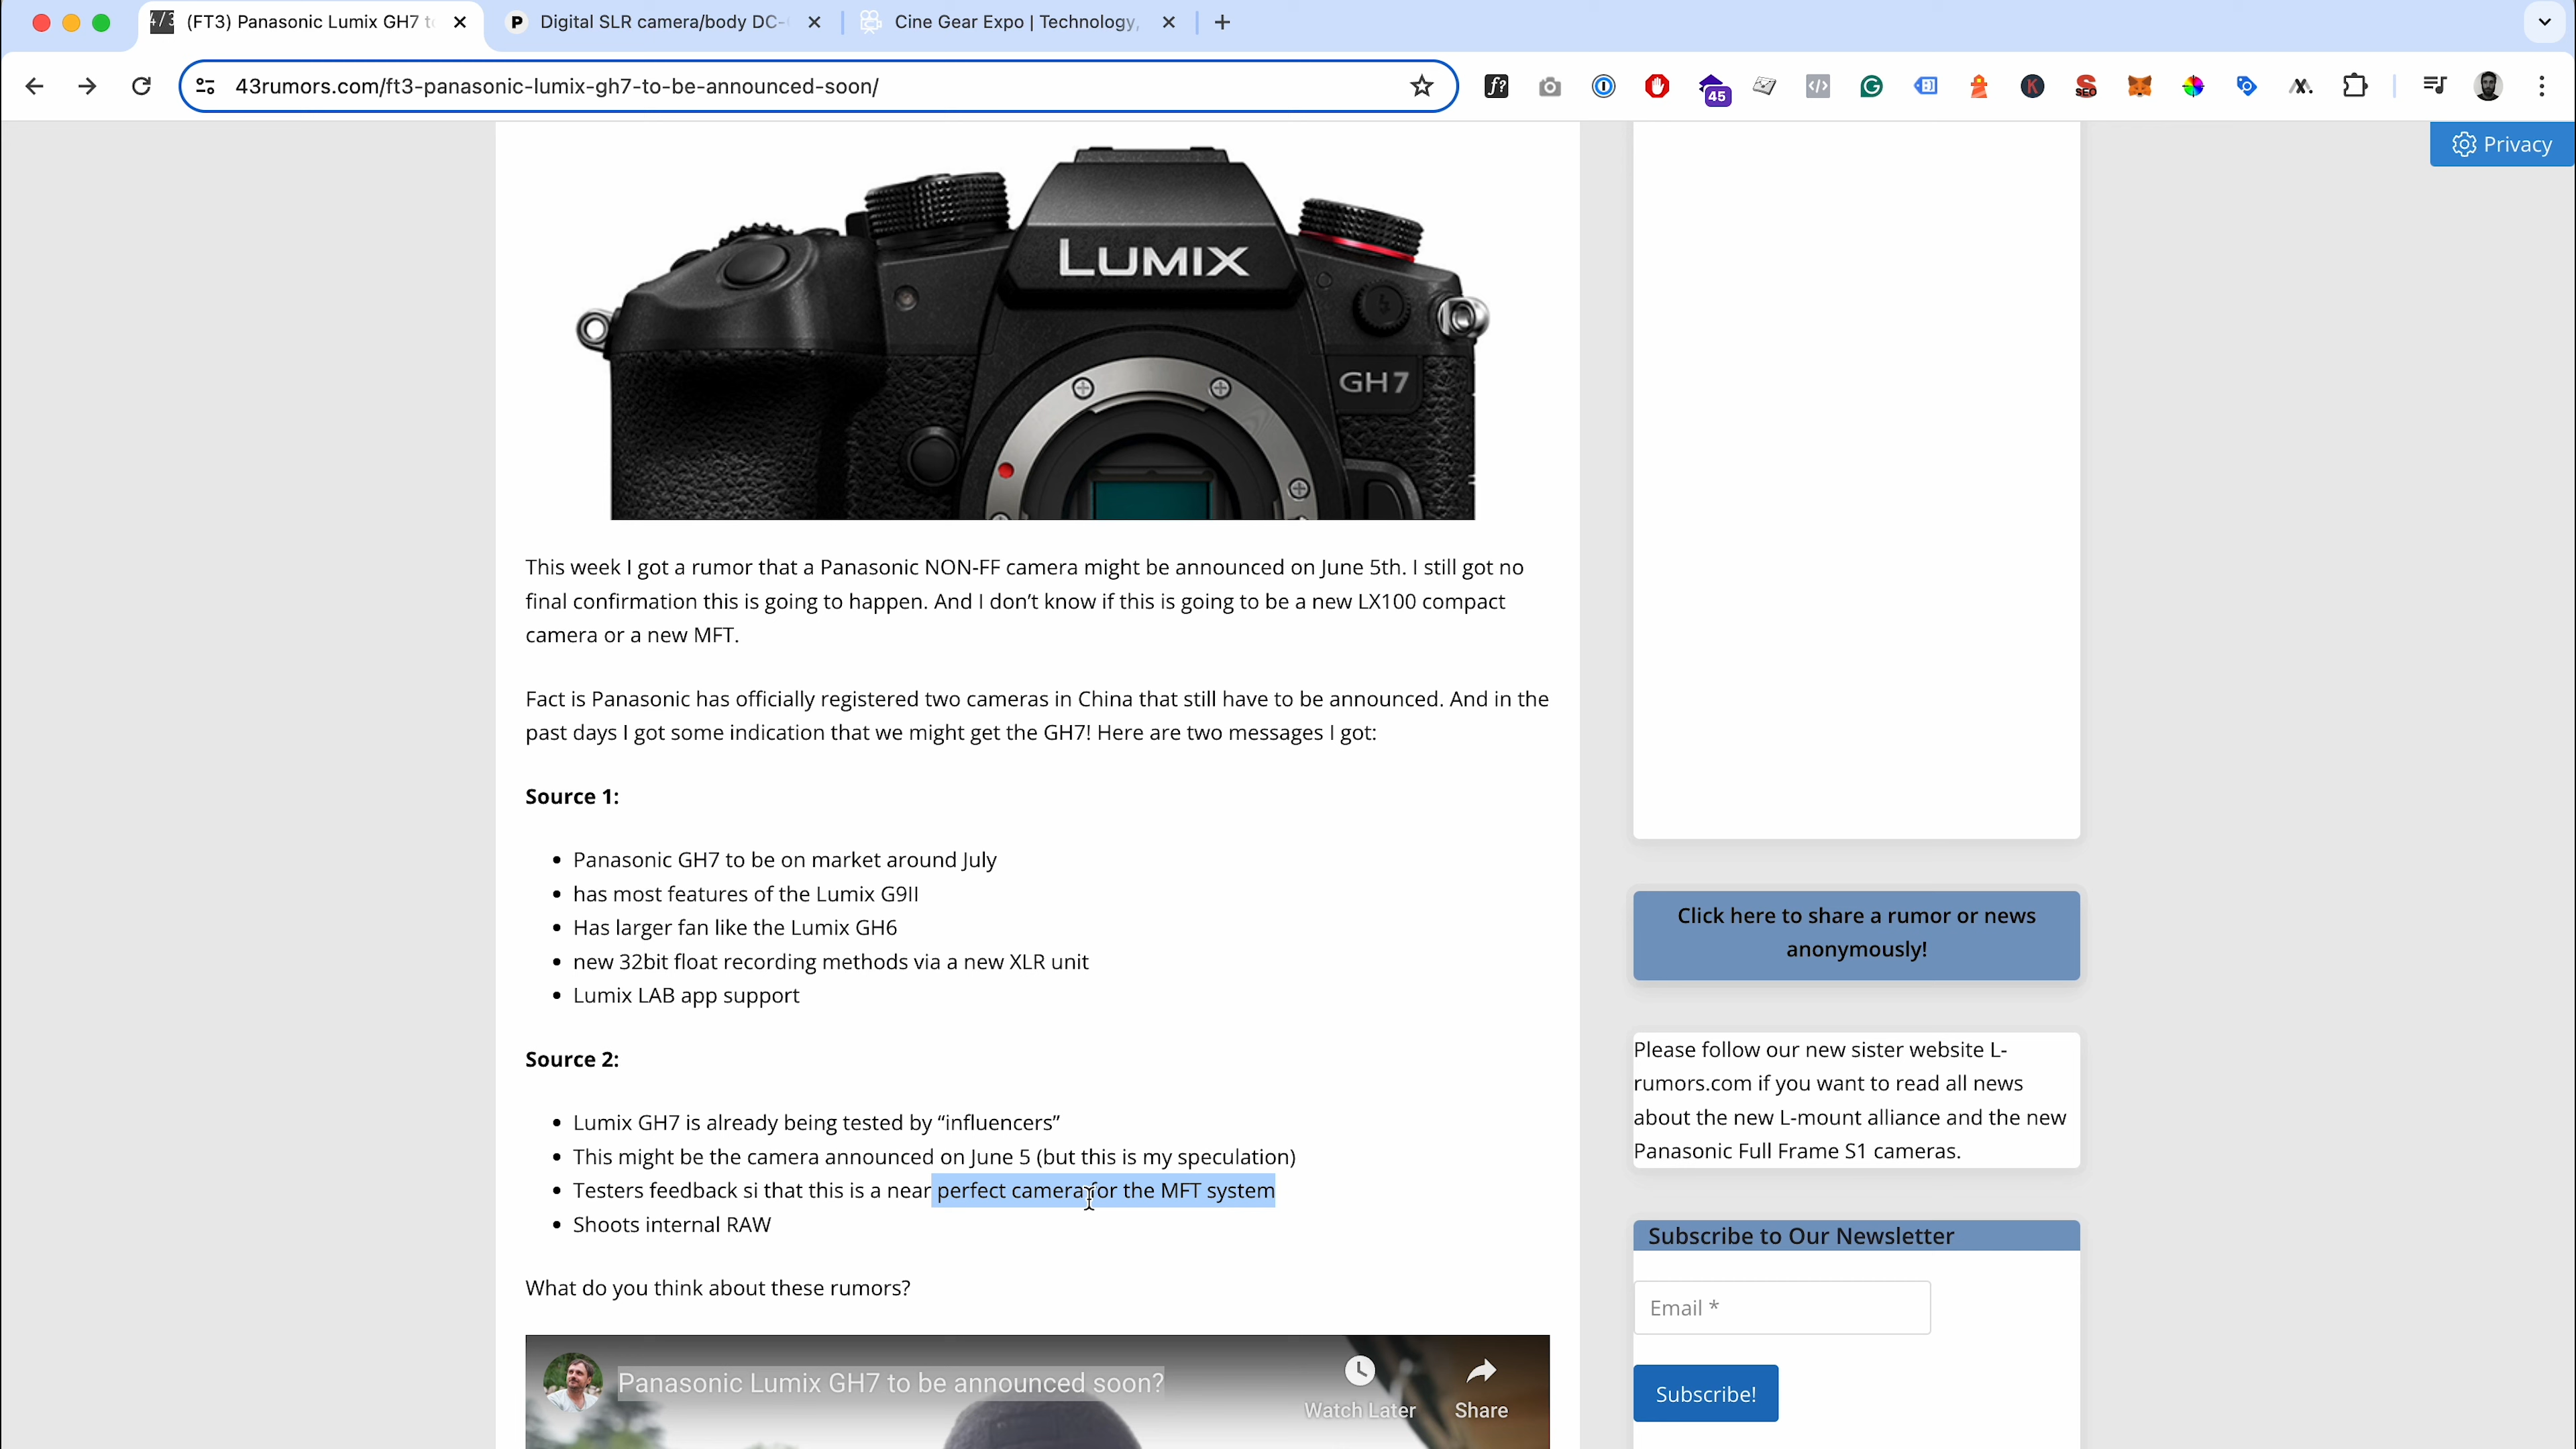 4/3 (FT3) Panasonic Lumix GH7 to
P Digital SLR camera/body DC-
Cine Gear Expo | Technology,
43rumors.com/ft3-panasonic-lumix-gh7-to-be-announced-soon/
f?
45
G
K
SEO
Privacy
LUMIX
GH7
This week I got a rumor that a Panasonic NON-FF camera might be announced on June 5th. I still got no
final confirmation this is going to happen. And I don’t know if this is going to be a new LX100 compact
camera or a new MFT.
Fact is Panasonic has officially registered two cameras in China that still have to be announced. And in the
past days I got some indication that we might get the GH7! Here are two messages I got:
Source 1:
• Panasonic GH7 to be on market around July
• has most features of the Lumix G9II
• Has larger fan like the Lumix GH6
• new 32bit float recording methods via a new XLR unit
• Lumix LAB app support
Source 2:
• Lumix GH7 is already being tested by “influencers”
• This might be the camera announced on June 5 (but this is my speculation)
• Testers feedback si that this is a near perfect camera for the MFT system
• Shoots internal RAW
What do you think about these rumors?
Panasonic Lumix GH7 to be announced soon?
Watch Later
Share
Click here to share a rumor or news
anonymously!
Please follow our new sister website L-
rumors.com if you want to read all news
about the new L-mount alliance and the new
Panasonic Full Frame S1 cameras.
Subscribe to Our Newsletter
Email *
Subscribe!